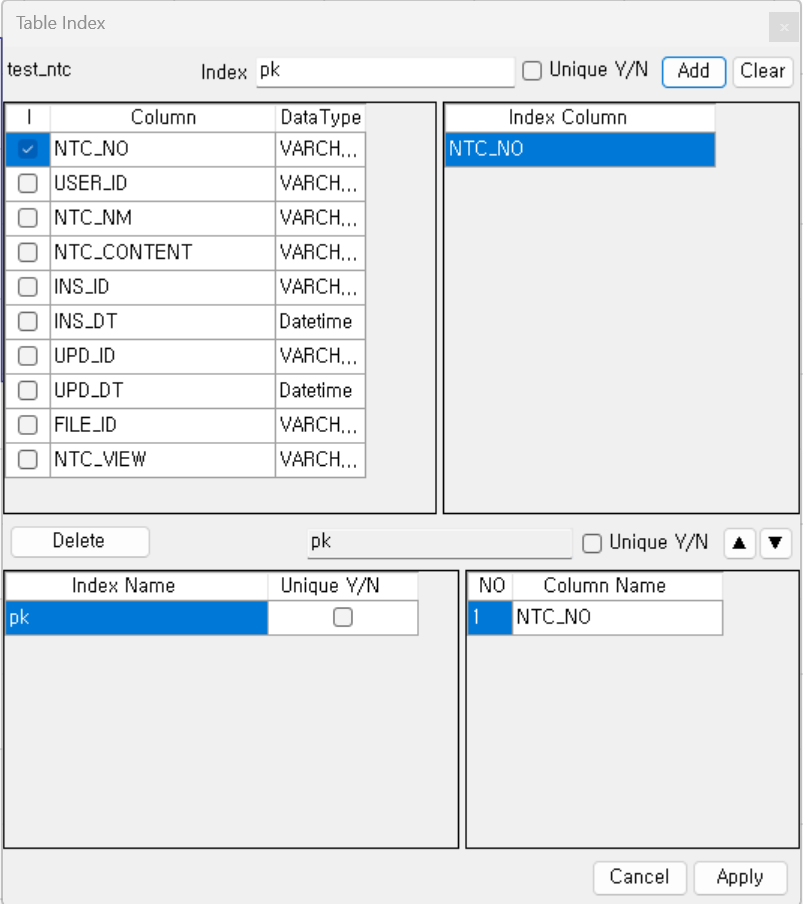 Table Index
test_ntc Index pk Unique Y/N Add Clear
I Column DataType Index Column
NTC_NO VARCH... NTC_NO
USER_ID VARCH...
NTC_NM VARCH...
NTC_CONTENT VARCH...
INS_ID VARCH...
INS_DT Datetime
UPD_ID VARCH...
UPD_DT Datetime
FILE_ID VARCH...
NTC_VIEW VARCH...
Delete pk Unique Y/N ▲ ▼
Index Name Unique Y/N NO Column Name
pk 1 NTC_NO
Cancel Apply